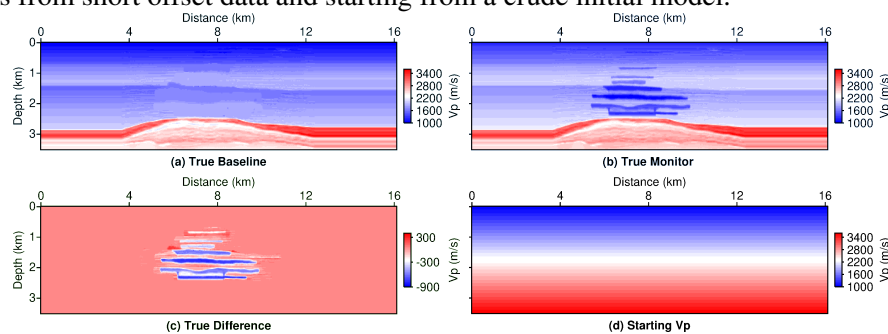 s from short offset data and starting from a crude initial model.
Distance (km) Distance (km)
0 4 8 12 16 0 4 8 12 16
0
1
2
3
Depth (km)
3400
2800
2200
1600
1000
Vp (m/s)
3400
2800
2200
1600
1000
Vp (m/s)
(a) True Baseline (b) True Monitor
Distance (km) Distance (km)
0 4 8 12 16 0 4 8 12 16
0
1
2
3
Depth (km)
300
-300
-900
Vp (m/s)
3400
2800
2200
1600
1000
Vp (m/s)
(c) True Difference (d) Starting Vp